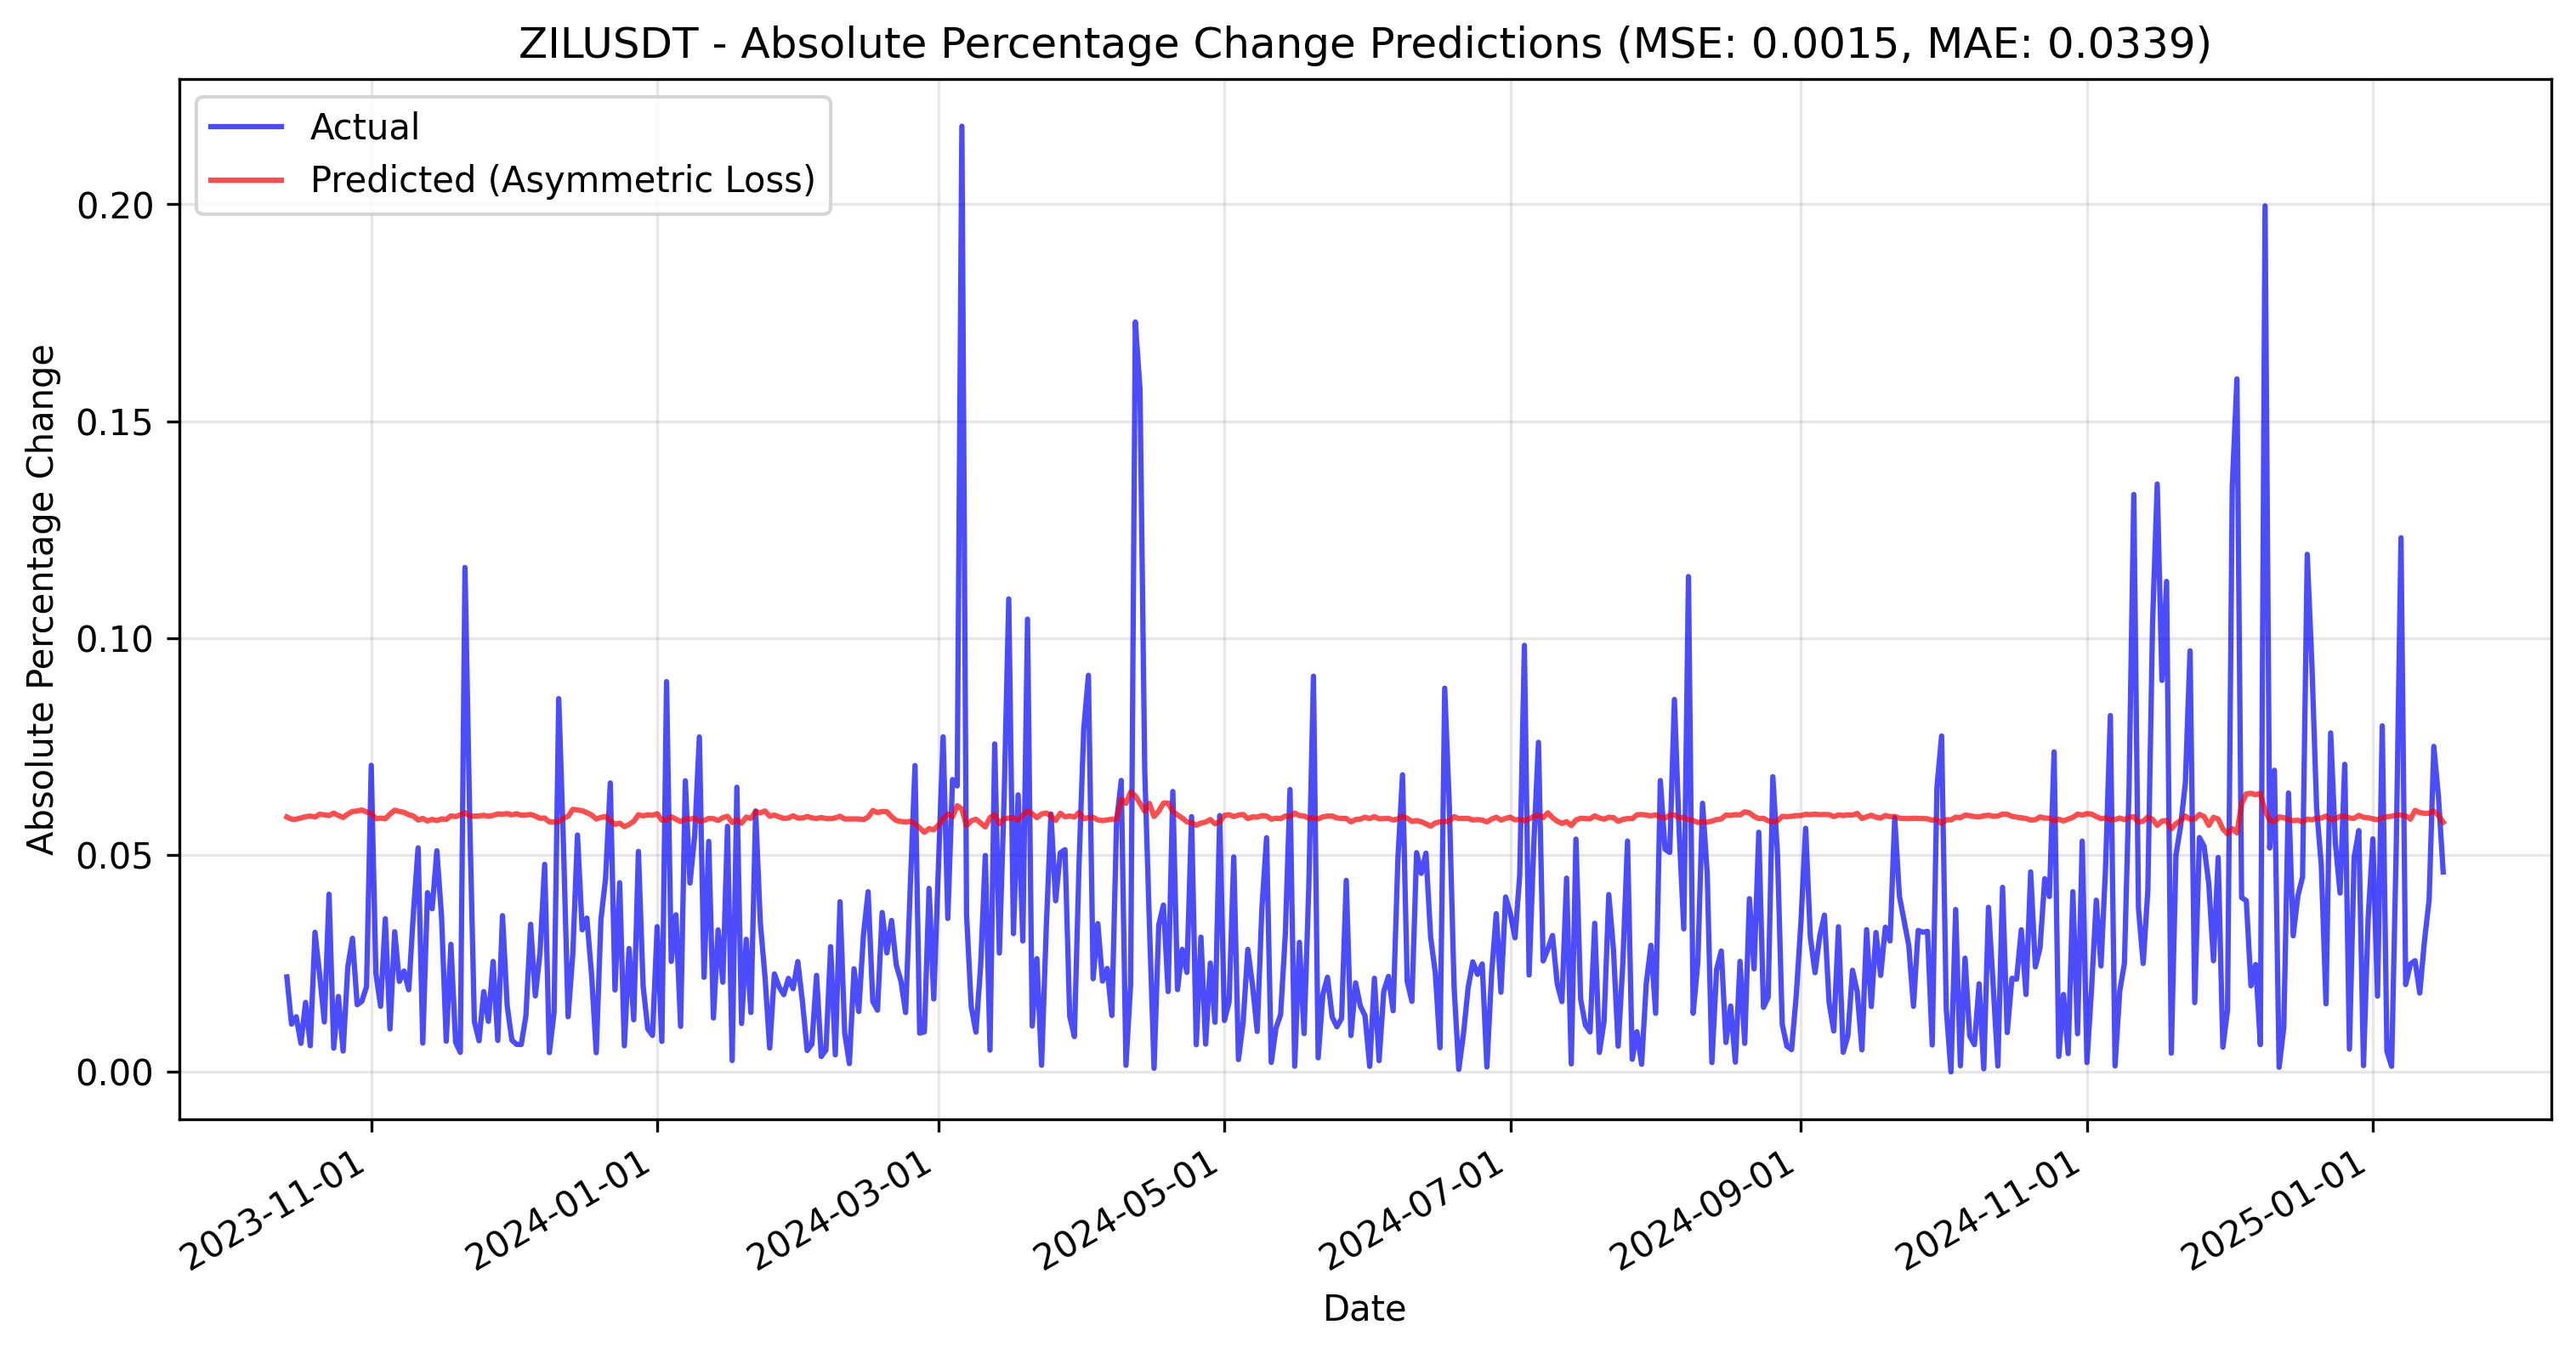 ZILUSDT - Absolute Percentage Change Predictions (MSE: 0.0015, MAE: 0.0339)
Actual
Predicted (Asymmetric Loss)
Absolute Percentage Change
0.20
0.15
0.10
0.05
0.00
2023-11-01
2024-01-01
2024-03-01
2024-05-01
2024-07-01
2024-09-01
2024-11-01
2025-01-01
Date